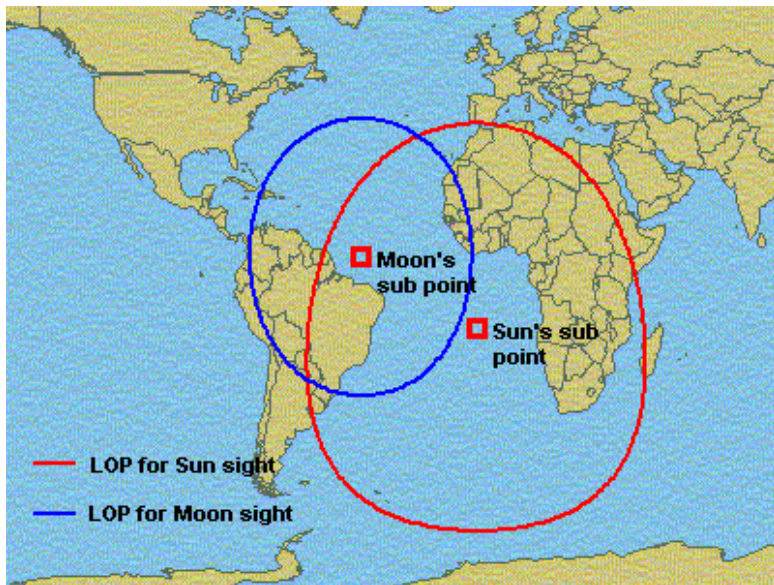 Moon's
sub point
Sun's sub
point
LOP for Sun sight
LOP for Moon sight